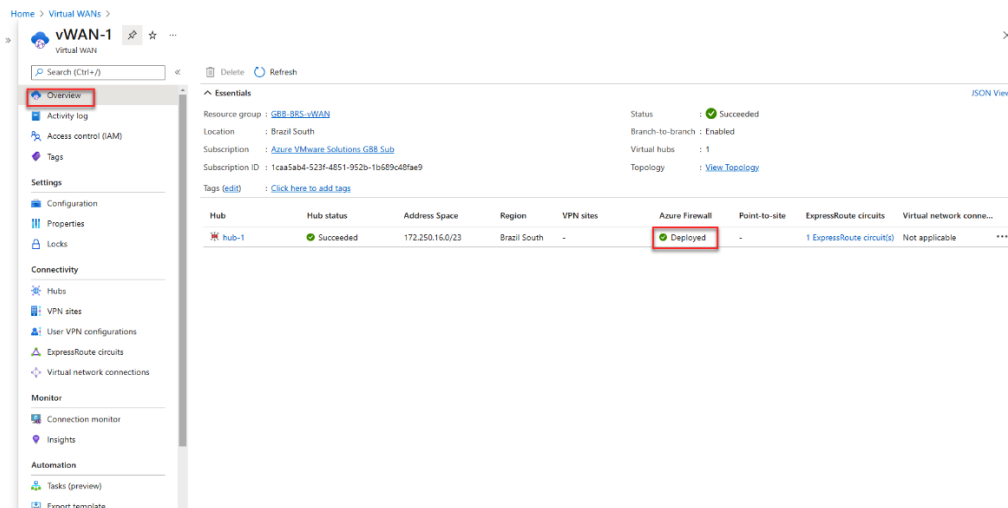 Home > Virtual WANs >
vWAN-1
Virtual WAN
Search (Ctrl+/)
Overview
Activity log
Access control (IAM)
Tags
Settings
Configuration
Properties
Locks
Connectivity
Hubs
VPN sites
User VPN configurations
ExpressRoute circuits
Virtual network connections
Monitor
Connection monitor
Insights
Automation
Tasks (preview)
Export template
Delete Refresh
Essentials JSON View
Resource group : GBB-BRS-vWAN
Location : Brazil South
Subscription : Azure VMware Solutions GBB Sub
Subscription ID : 1caa5ab4-523f-4851-952b-1b689c48fae9
Tags (edit) : Click here to add tags
Status : Succeeded
Branch-to-branch : Enabled
Virtual hubs : 1
Topology : View Topology
Hub Hub status Address Space Region VPN sites Azure Firewall Point-to-site ExpressRoute circuits Virtual network conne...
hub-1 Succeeded 172.250.16.0/23 Brazil South - Deployed - 1 ExpressRoute circuit(s) Not applicable